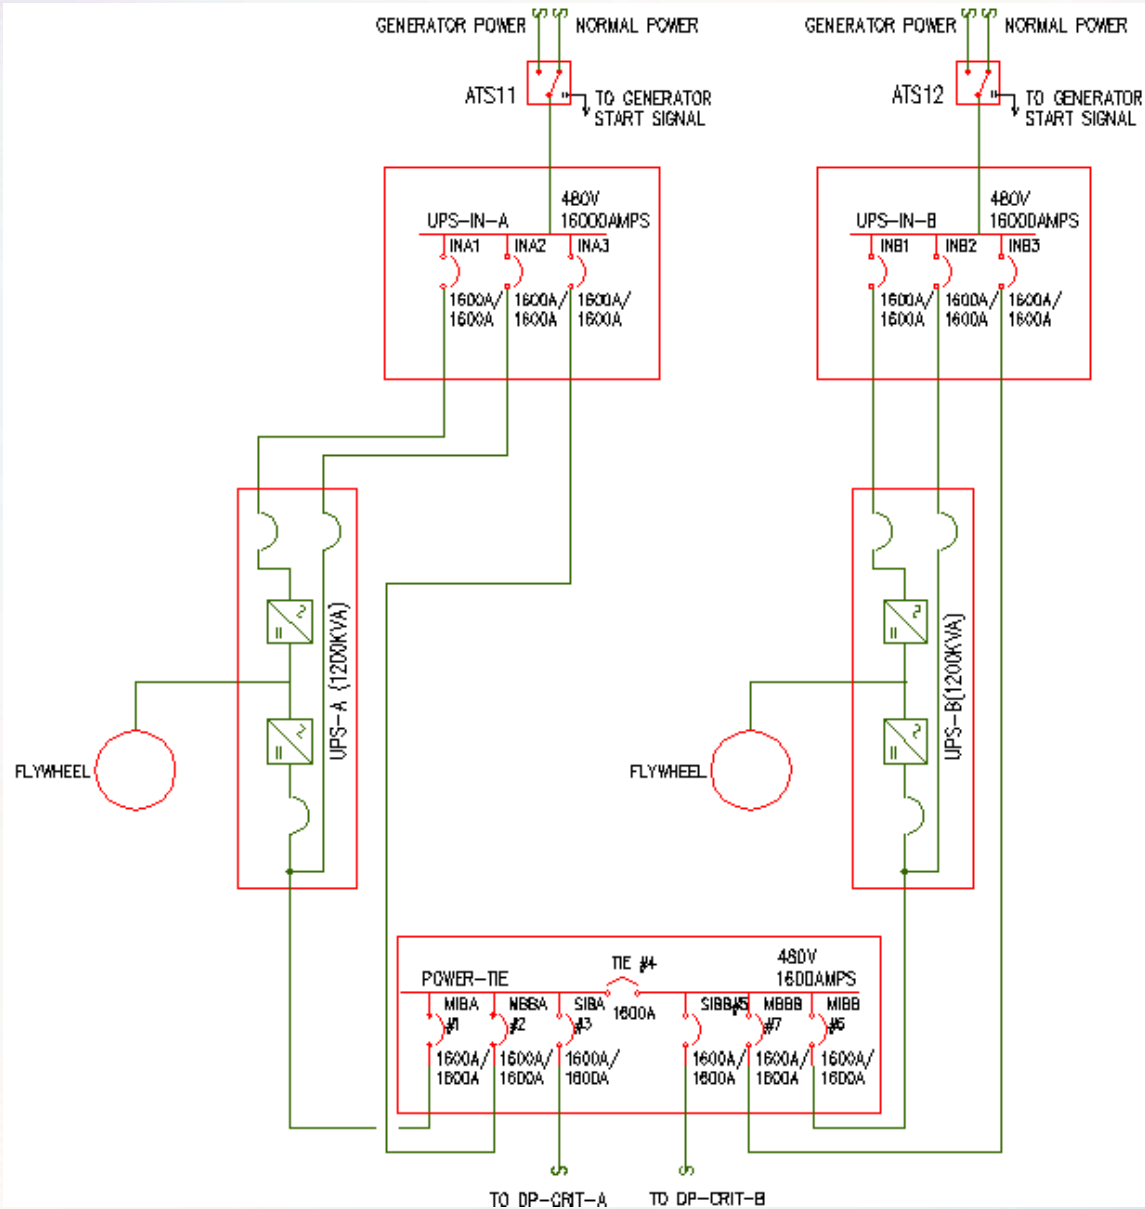 GENERATOR POWER
NORMAL POWER
GENERATOR POWER
NORMAL POWER
ATS11
TO GENERATOR
START SIGNAL
ATS12
TO GENERATOR
START SIGNAL
UPS-IN-A
480V
16000AMPS
INA1
INA2
INA3
1600A/
1600A
1600A/
1600A
1600A/
1600A
UPS-IN-B
480V
16000AMPS
INB1
INB2
INB3
1600A/
1600A
1600A/
1600A
1600A/
1600A
UPS-A (1200KVA)
FLYWHEEL
UPS-B(1200KVA)
FLYWHEEL
POWER-TIE
TIE #4
1600A
480V
1600AMPS
MIBA
#1
MBBA
#2
SIBA
#3
SIBB#5
MBBB
#7
MIBB
#6
1600A/
1600A
1600A/
1600A
1600A/
1600A
1600A/
1600A
1600A/
1600A
1600A/
1600A
TO DP-CRIT-A
TO DP-CRIT-B